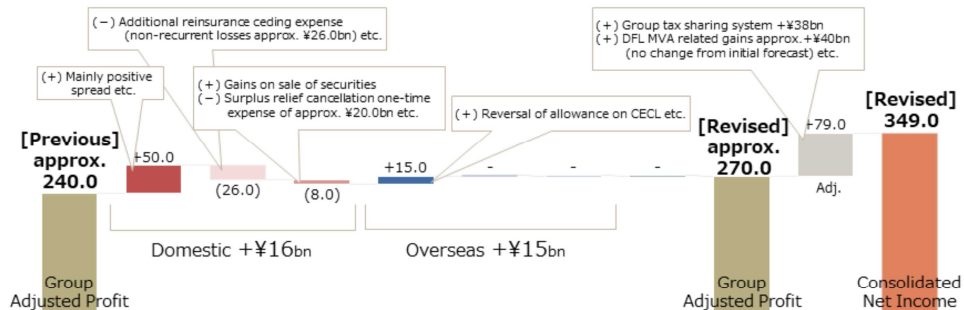 (−) Additional reinsurance ceding expense
(non-recurrent losses approx. ¥26.0bn) etc.
(+) Group tax sharing system +¥38bn
(+) DFL MVA related gains approx.+¥40bn
(no change from initial forecast) etc.
(+) Mainly positive
spread etc.
(+) Gains on sale of securities
(−) Surplus relief cancellation one-time
expense of approx. ¥20.0bn etc.
(+) Reversal of allowance on CECL etc.
[Previous]
approx.
240.0
+50.0
(26.0)
(8.0)
+15.0
-
-
-
[Revised]
approx.
270.0
+79.0
Adj.
[Revised]
349.0
Domestic +¥16bn
Overseas +¥15bn
Group
Adjusted Profit
Group
Adjusted Profit
Consolidated
Net Income